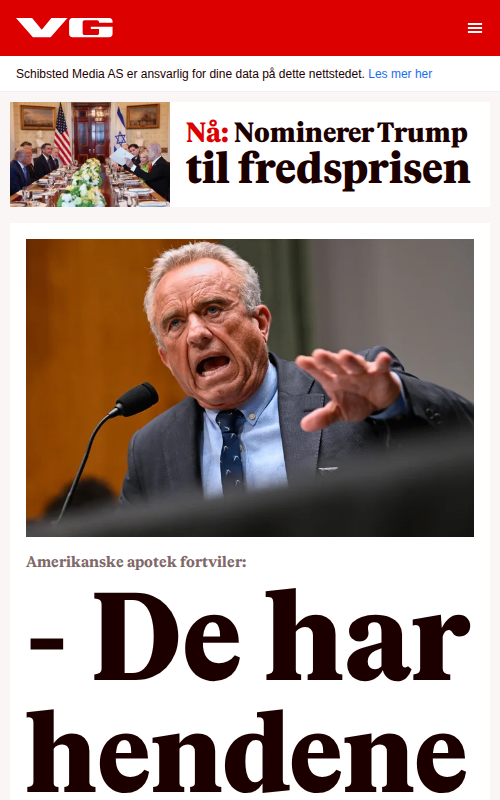 VG
Schibsted Media AS er ansvarlig for dine data på dette nettstedet. Les mer her
Nå: Nominerer Trump
til fredsprisen
Amerikanske apotek fortviler:
- De har
hendene